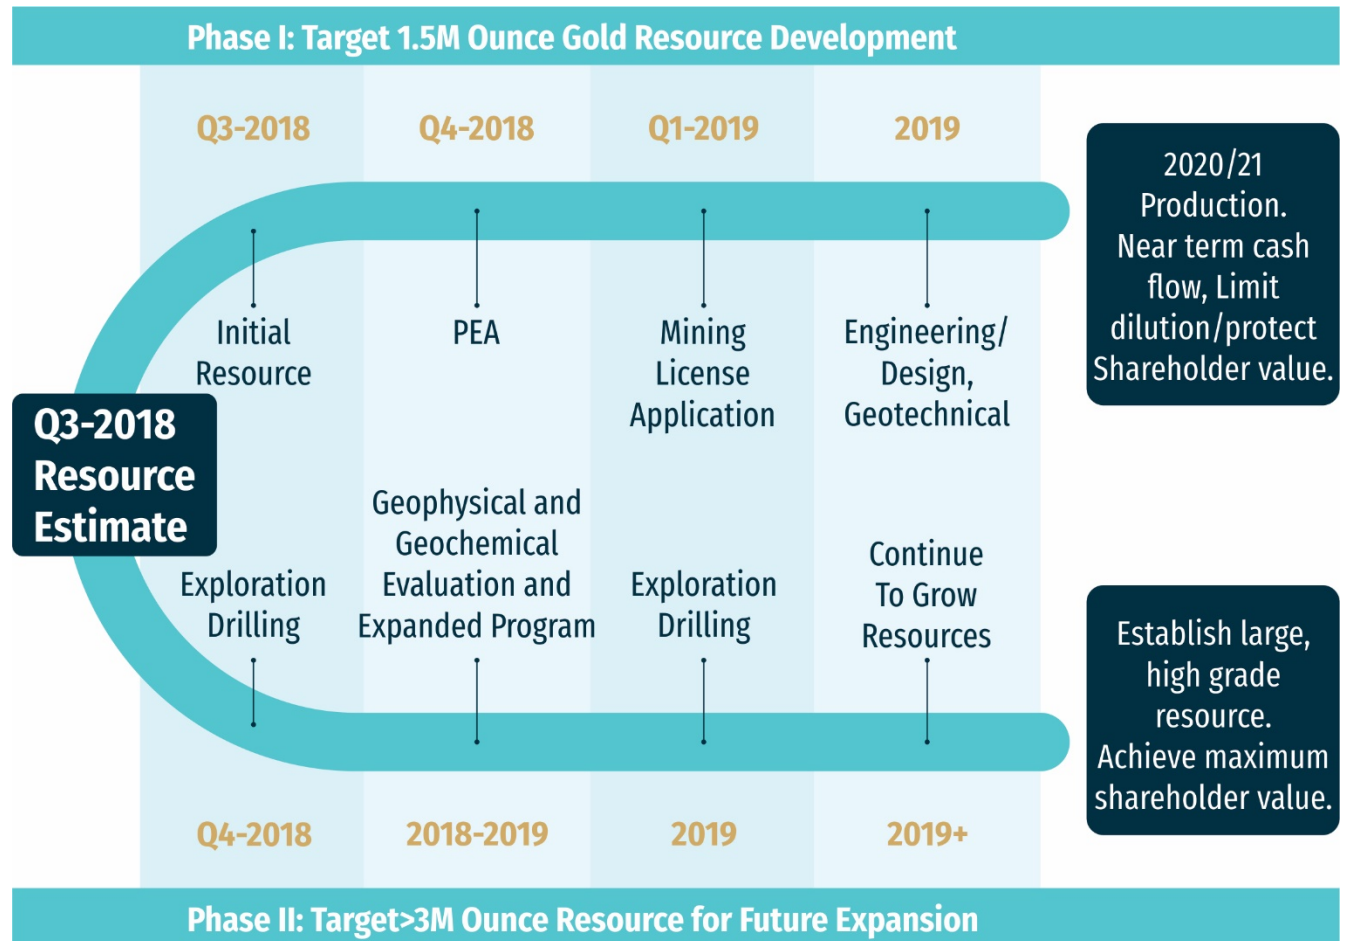 Phase I: Target 1.5M Ounce Gold Resource Development
Q3-2018
Q4-2018
Q1-2019
2019
Initial
Resource
PEA
Mining
License
Application
Engineering/
Design,
Geotechnical
2020/21
Production.
Near term cash
flow, Limit
dilution/protect
Shareholder value.
Q3-2018
Resource
Estimate
Exploration
Drilling
Geophysical and
Geochemical
Evaluation and
Expanded Program
Exploration
Drilling
Continue
To Grow
Resources
Establish large,
high grade
resource.
Achieve maximum
shareholder value.
Q4-2018
2018-2019
2019
2019+
Phase II: Target>3M Ounce Resource for Future Expansion